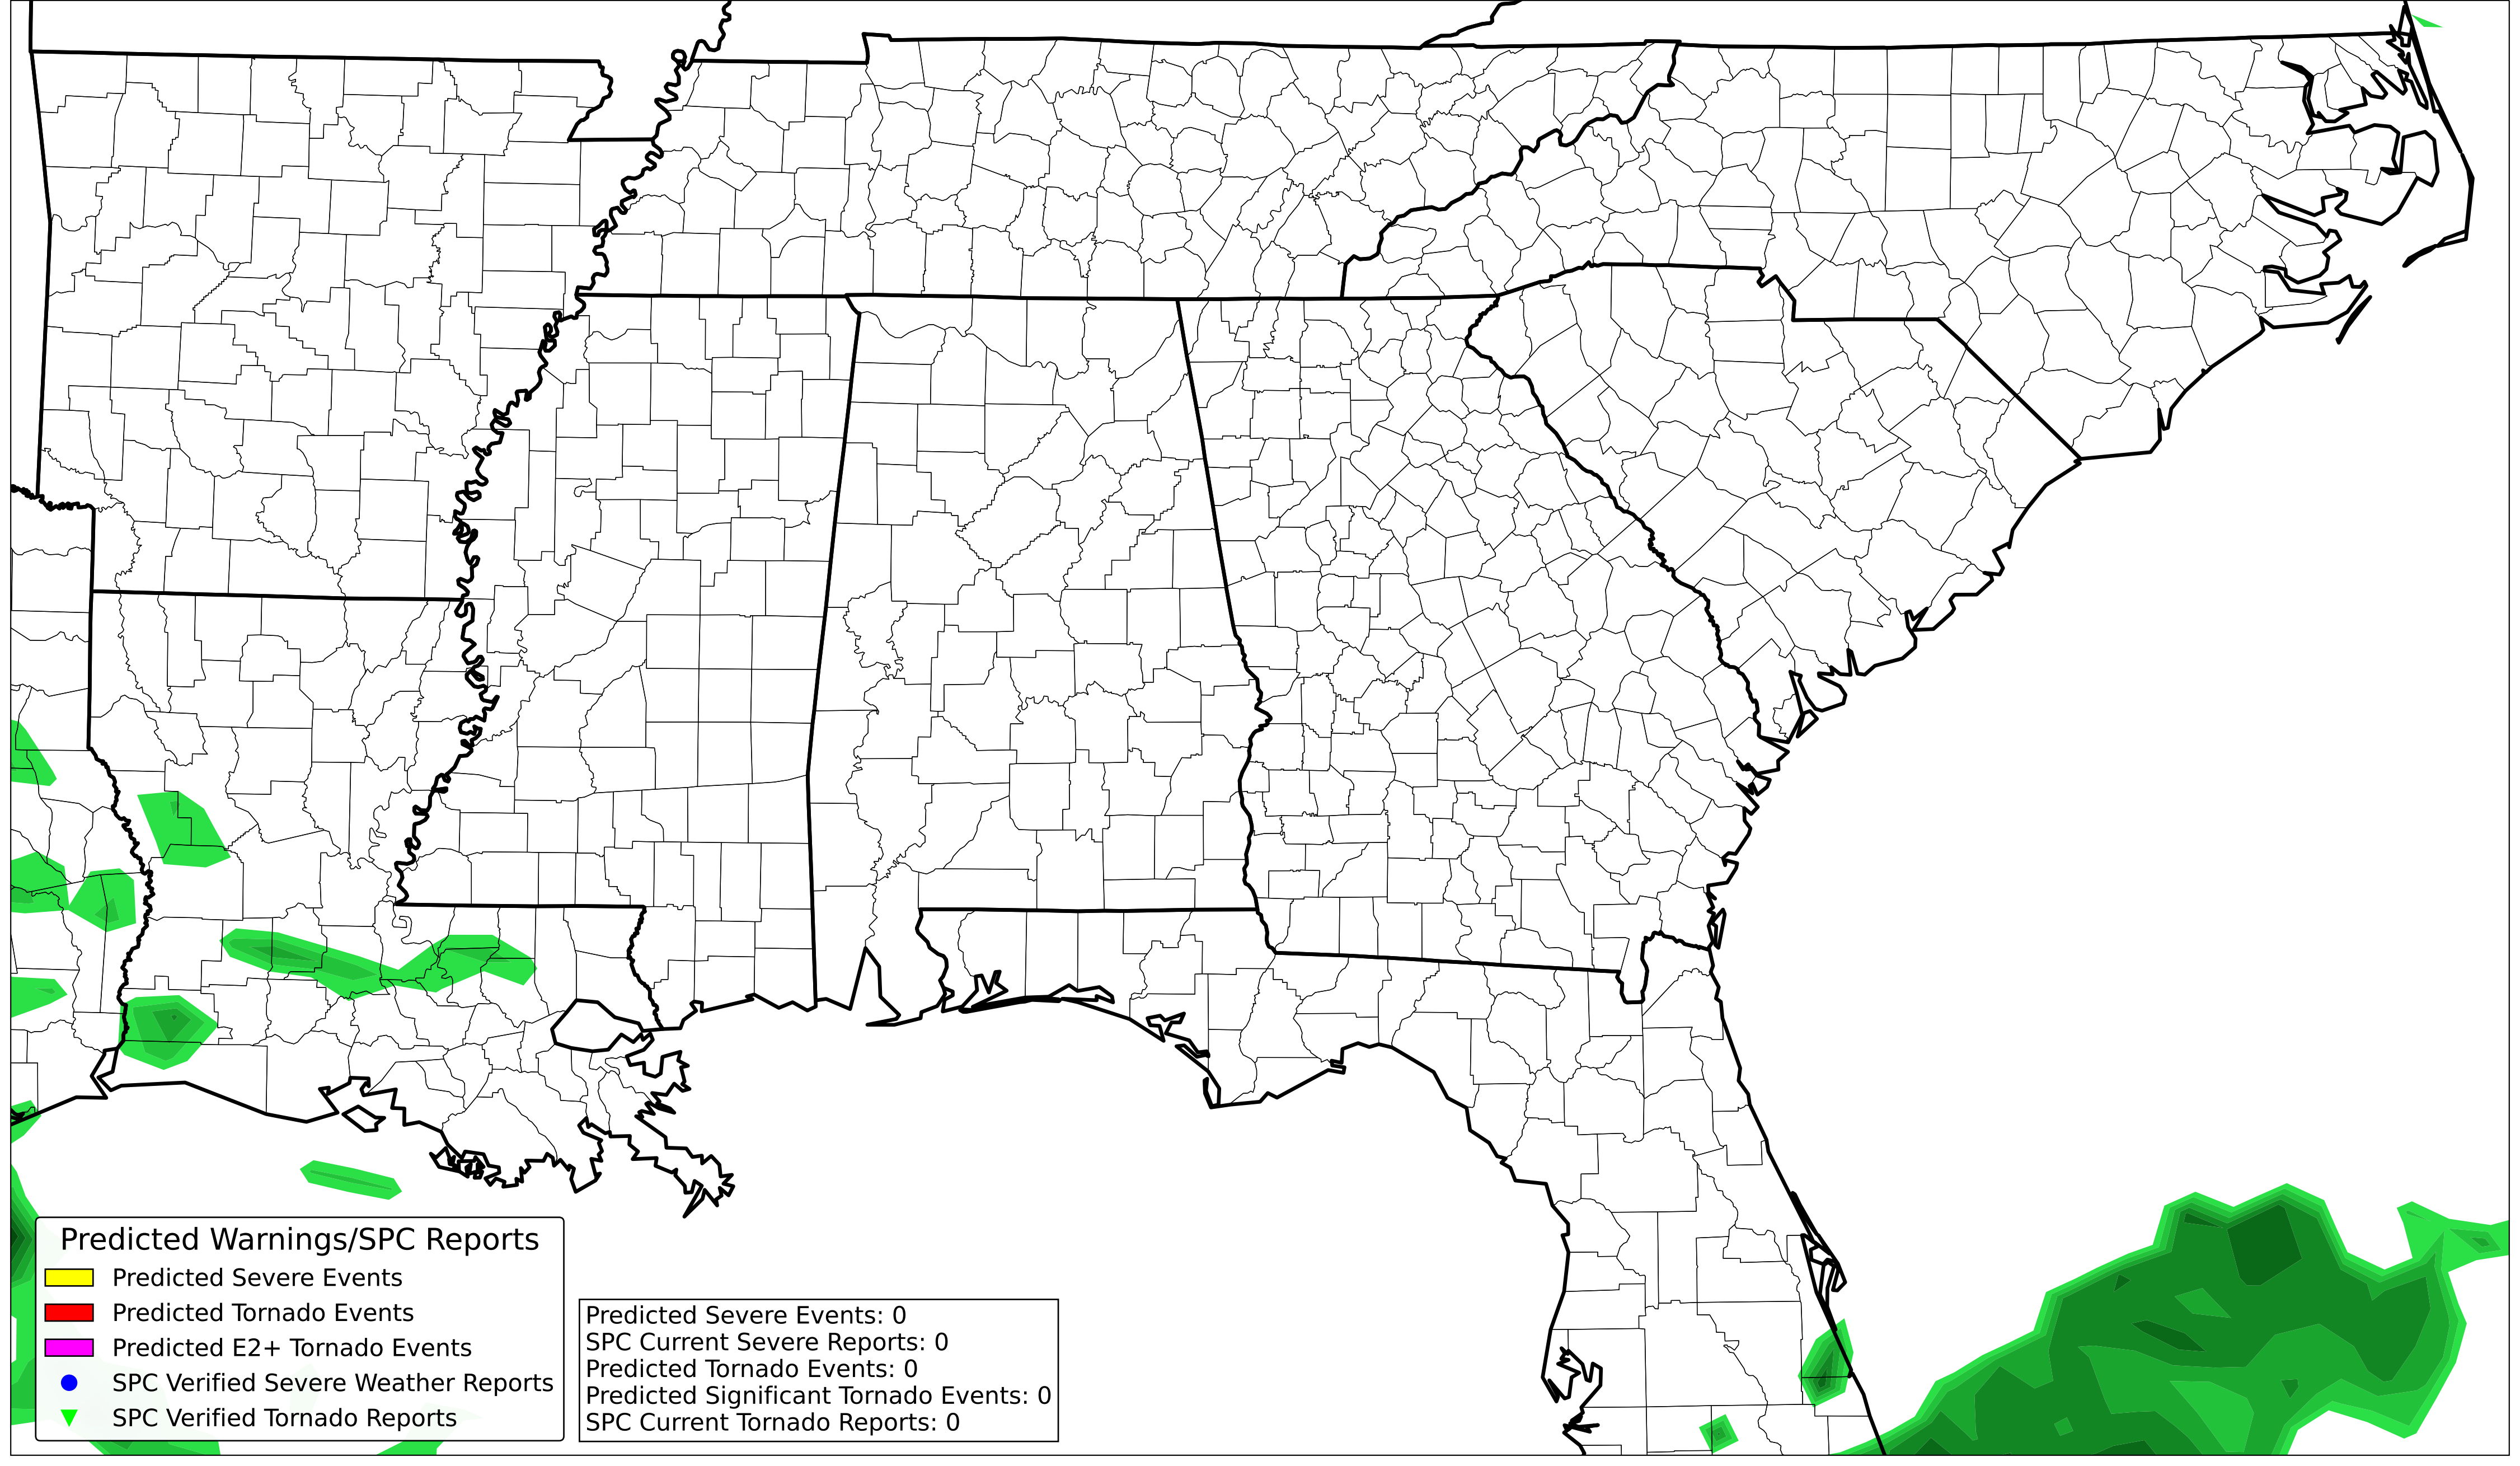 Predicted Warnings/SPC Reports
Predicted Severe Events
Predicted Tornado Events
Predicted E2+ Tornado Events
SPC Verified Severe Weather Reports
SPC Verified Tornado Reports
Predicted Severe Events: 0
SPC Current Severe Reports: 0
Predicted Tornado Events: 0
Predicted Significant Tornado Events: 0
SPC Current Tornado Reports: 0